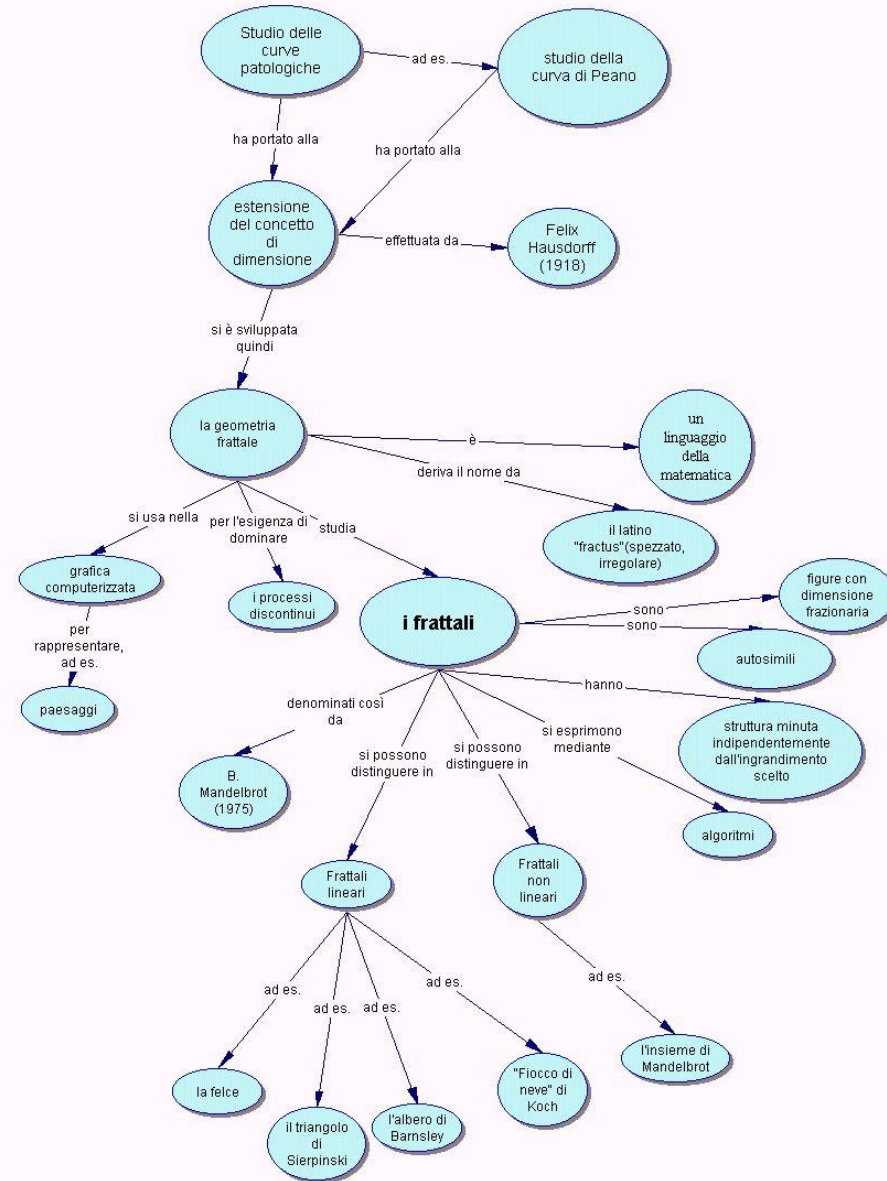 Studio delle
curve
patologiche
ad es.
studio della
curva di Peano
ha portato alla
ha portato alla
estensione
del concetto
di
dimensione
effettuata da
Felix
Hausdorff
(1918)
si è sviluppata
quindi
la geometria
frattale
è
un
linguaggio
della
matematica
deriva il nome da
il latino
"fractus"(spezzato,
irregolare)
si usa nella
per l'esigenza di
dominare
studia
grafica
computerizzata
i processi
discontinui
i frattali
sono
sono
figure con
dimensione
frazionaria
autosimili
per
rappresentare,
ad es.
paesaggi
hanno
struttura minuta
indipendentemente
dall'ingrandimento
scelto
denominati così
da
si possono
distinguere in
si possono
distinguere in
si esprimono
mediante
B.
Mandelbrot
(1975)
algoritmi
Frattali
lineari
Frattali
non
lineari
ad es.
ad es.
ad es.
ad es.
ad es.
la felce
il triangolo
di
Sierpinski
l'albero di
Barnsley
"Fiocco di
neve" di
Koch
l'insieme di
Mandelbrot